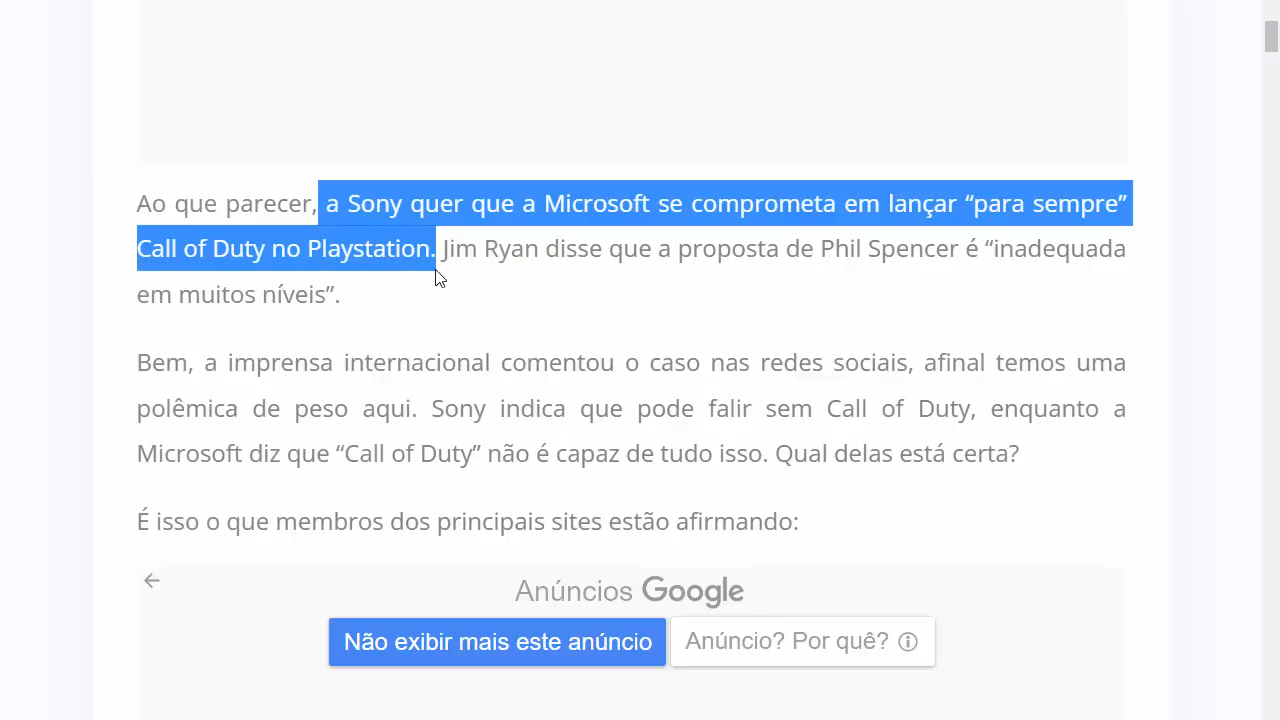 Ao que parecer, a Sony quer que a Microsoft se comprometa em lançar “para sempre”
Call of Duty no Playstation. Jim Ryan disse que a proposta de Phil Spencer é “inadequada
em muitos níveis”.
Bem, a imprensa internacional comentou o caso nas redes sociais, afinal temos uma
polêmica de peso aqui. Sony indica que pode falir sem Call of Duty, enquanto a
Microsoft diz que “Call of Duty” não é capaz de tudo isso. Qual delas está certa?
É isso o que membros dos principais sites estão afirmando:
Anúncios Google
Não exibir mais este anúncio Anúncio? Por quê?